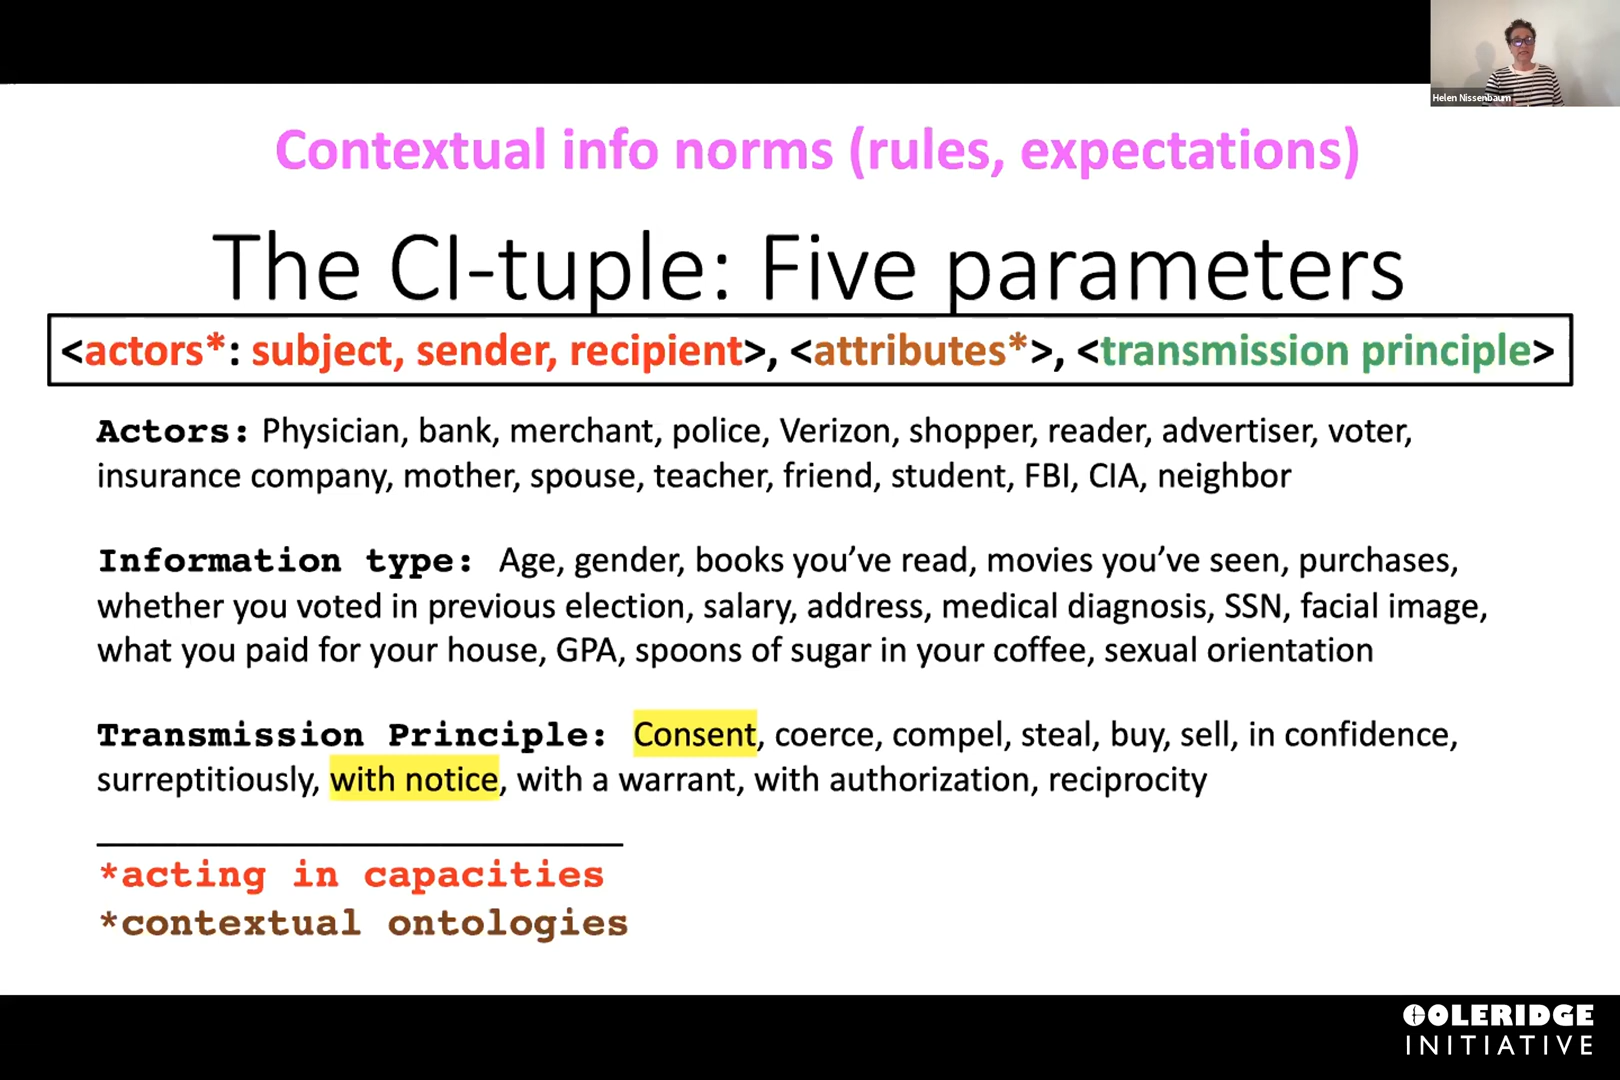 Helen Nissenbaum
Contextual info norms (rules, expectations)
The CI-tuple: Five parameters
<actors*: subject, sender, recipient>, <attributes*>, <transmission principle>
Actors: Physician, bank, merchant, police, Verizon, shopper, reader, advertiser, voter,
insurance company, mother, spouse, teacher, friend, student, FBI, CIA, neighbor
Information type: Age, gender, books you’ve read, movies you’ve seen, purchases,
whether you voted in previous election, salary, address, medical diagnosis, SSN, facial image,
what you paid for your house, GPA, spoons of sugar in your coffee, sexual orientation
Transmission Principle: Consent, coerce, compel, steal, buy, sell, in confidence,
surreptitiously, with notice, with a warrant, with authorization, reciprocity
*acting in capacities
*contextual ontologies
COLERIDGE
INITIATIVE